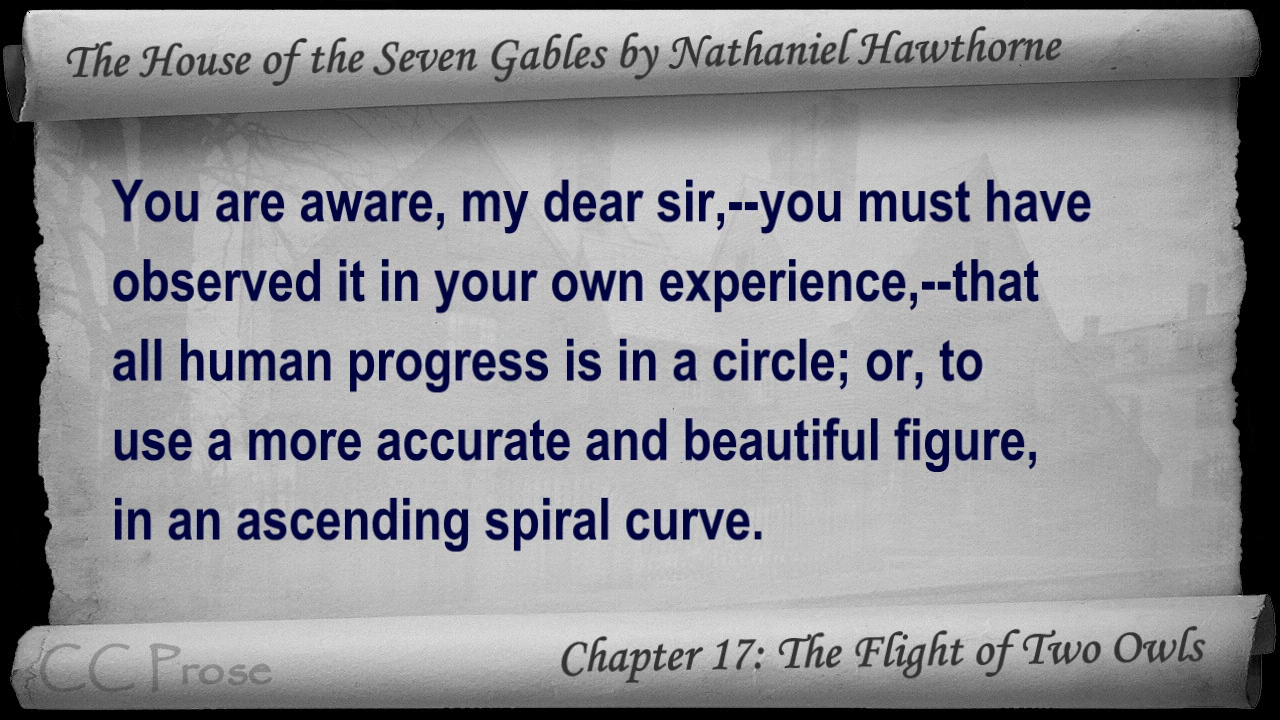 The House of the Seven Gables by Nathaniel Hawthorne
You are aware, my dear sir,--you must have
observed it in your own experience,--that
all human progress is in a circle; or, to
use a more accurate and beautiful figure,
in an ascending spiral curve.
CC Prose
Chapter 17: The Flight of Two Owls